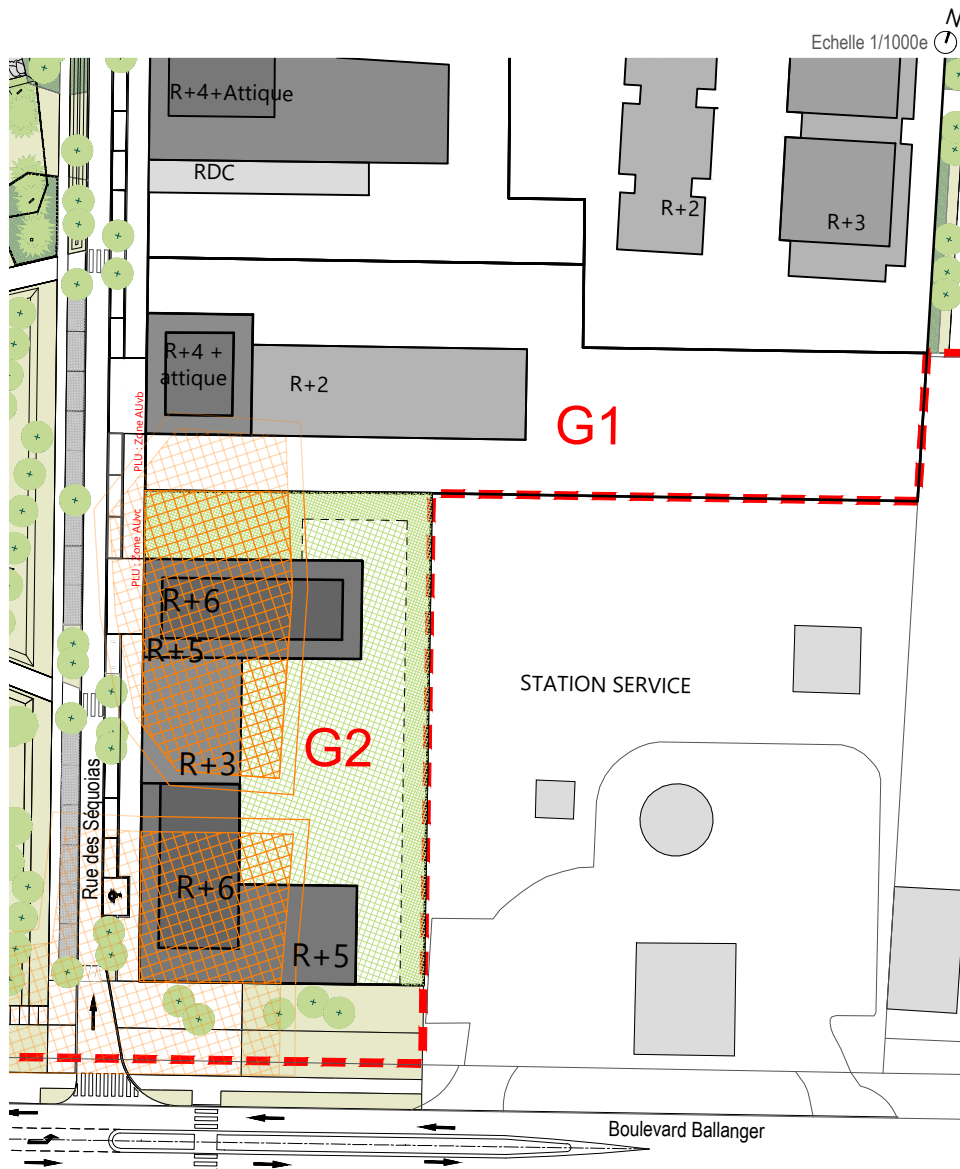 N
Echelle 1/1000e
R+4+Attique
RDC
R+2
R+3
R+4 +
attique
R+2
G1
PLU : Zone AUvb
PLU : Zone AUvc
R+6
R+5
STATION SERVICE
G2
R+3
Rue des Séquoias
R+6
R+5
Boulevard Ballanger